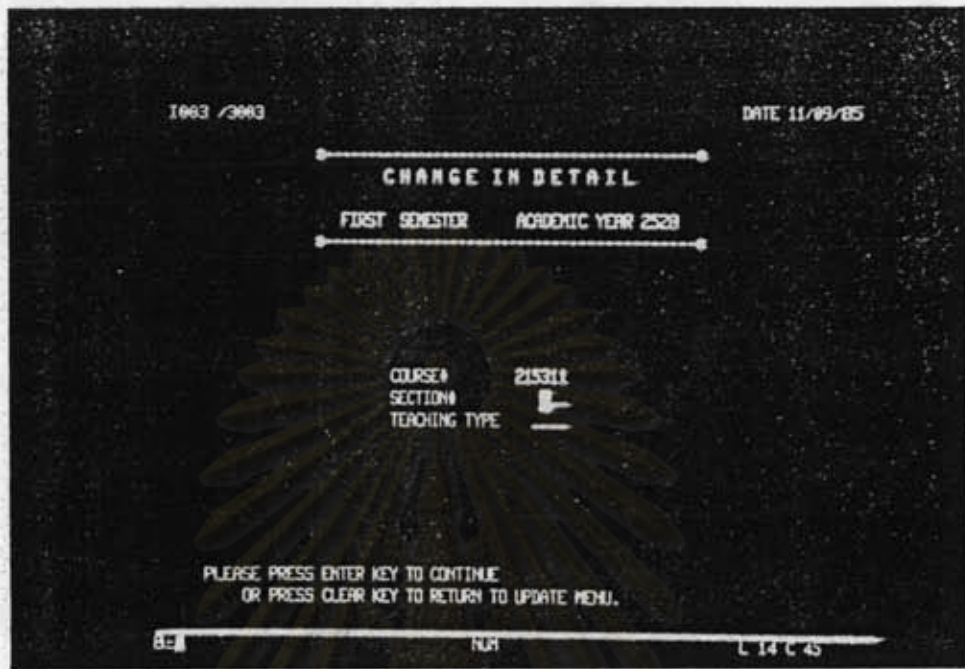 I003 /3003 DATE 11/09/85
CHANGE IN DETAIL
FIRST SEMESTER ACADEMIC YEAR 2528
COURSE# 215311
SECTION#
TEACHING TYPE
PLEASE PRESS ENTER KEY TO CONTINUE
OR PRESS CLEAR KEY TO RETURN TO UPDATE MENU.
NUM L 14 C 45